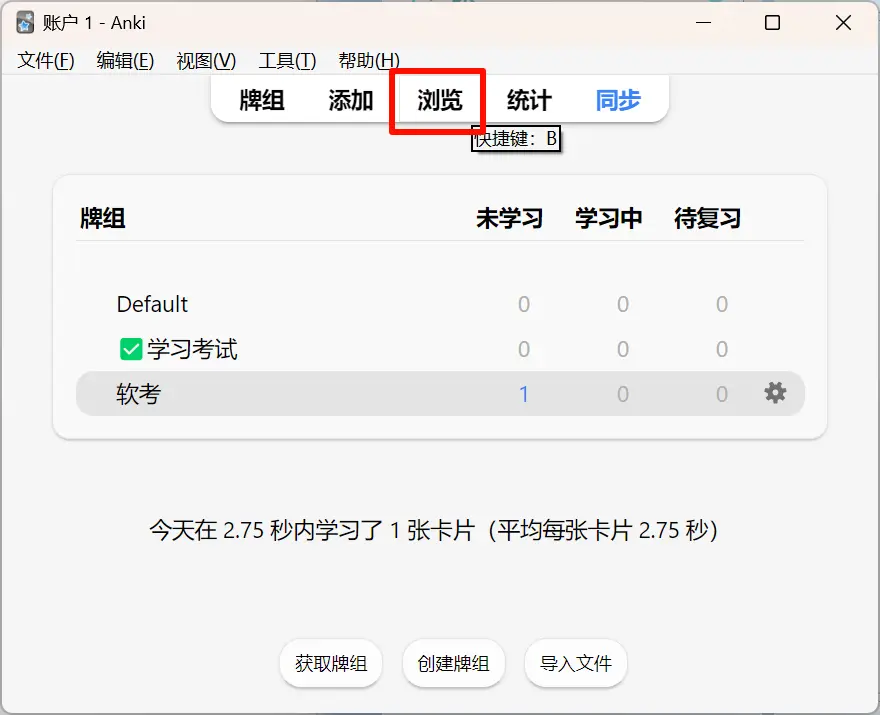 账户 1 - Anki
文件(F) 编辑(E) 视图(V) 工具(T) 帮助(H)
牌组 添加 浏览 统计 同步
快捷键：B
牌组 未学习 学习中 待复习
Default 0 0 0
✅学习考试 0 0 0
软考 1 0 0
今天在 2.75 秒内学习了 1 张卡片（平均每张卡片 2.75 秒）
获取牌组 创建牌组 导入文件